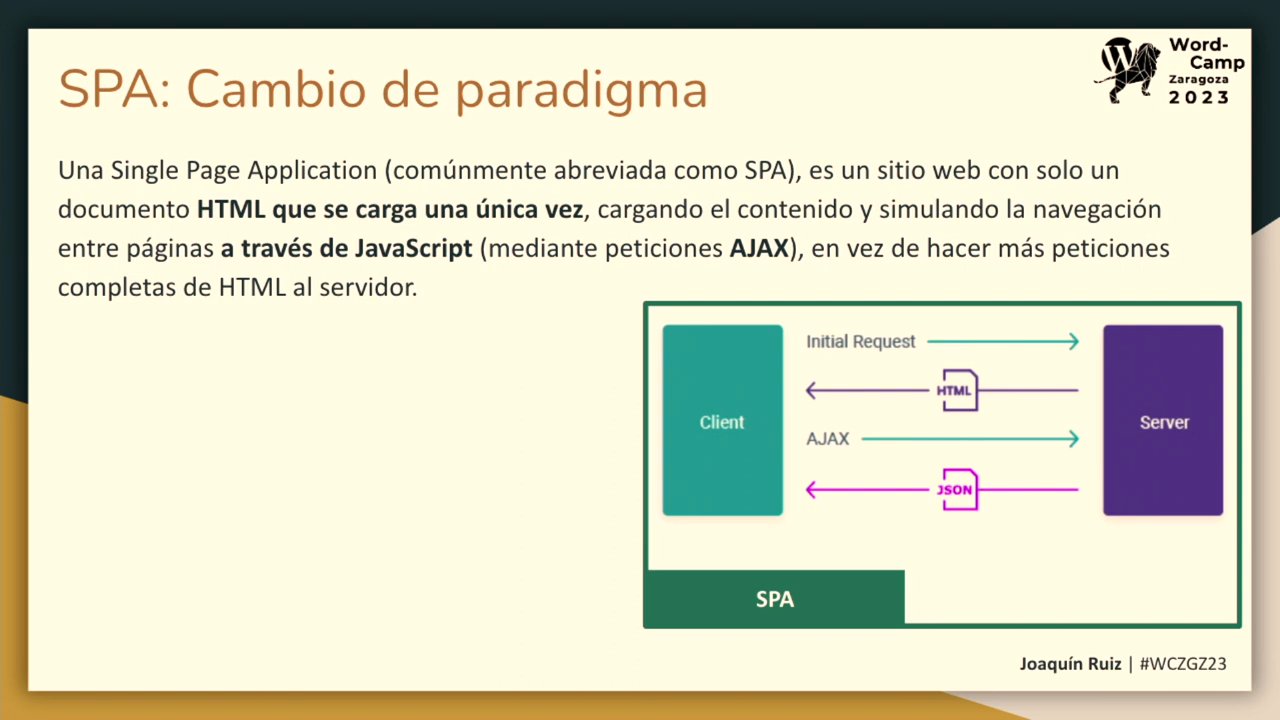 SPA: Cambio de paradigma
Word-
Camp
Zaragoza
2023
Una Single Page Application (comúnmente abreviada como SPA), es un sitio web con solo un
documento HTML que se carga una única vez, cargando el contenido y simulando la navegación
entre páginas a través de JavaScript (mediante peticiones AJAX), en vez de hacer más peticiones
completas de HTML al servidor.
Initial Request
HTML
Client
Server
AJAX
JSON
SPA
Joaquín Ruiz | #WCZGZ23